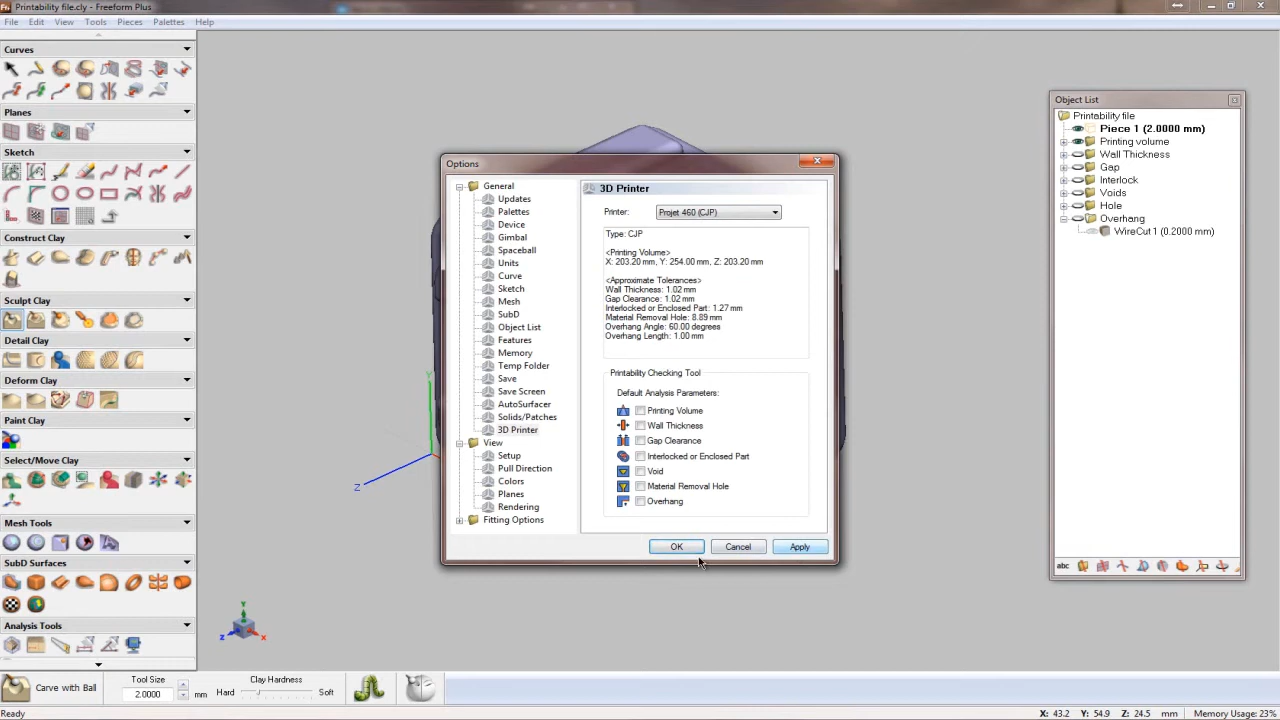 Printability file.cly - Freeform Plus
File Edit View Tools Pieces Palettes Help
Curves
Planes
Sketch
Construct Clay
Sculpt Clay
Detail Clay
Deform Clay
Paint Clay
Select/Move Clay
Mesh Tools
SubD Surfaces
Analysis Tools
Carve with Ball
Tool Size
2.0000 mm
Clay Hardness
Hard Soft
Ready
Y
Z
Y
Z X
Options
General
Updates
Palettes
Device
Gimbal
Spaceball
Units
Curve
Sketch
Mesh
SubD
Object List
Features
Memory
Temp Folder
Save
Save Screen
AutoSurfacer
Solids/Patches
3D Printer
View
Setup
Pull Direction
Colors
Planes
Rendering
Fitting Options
3D Printer
Printer: Projet 460 (CJP)
Type: CJP
<Printing Volume>
X: 203.20 mm, Y: 254.00 mm, Z: 203.20 mm
<Approximate Tolerances>
Wall Thickness: 1.02 mm
Gap Clearance: 1.02 mm
Interlocked or Enclosed Part: 1.27 mm
Material Removal Hole: 8.89 mm
Overhang Angle: 60.00 degrees
Overhang Length: 1.00 mm
Printability Checking Tool
Default Analysis Parameters:
Printing Volume
Wall Thickness
Gap Clearance
Interlocked or Enclosed Part
Void
Material Removal Hole
Overhang
OK Cancel Apply
Object List
Printability file
Piece 1 (2.0000 mm)
Printing volume
Wall Thickness
Gap
Interlock
Voids
Hole
Overhang
WireCut 1 (0.2000 mm)
abc
X: 43.2 Y: 54.9 Z: 24.5 mm Memory Usage: 23%